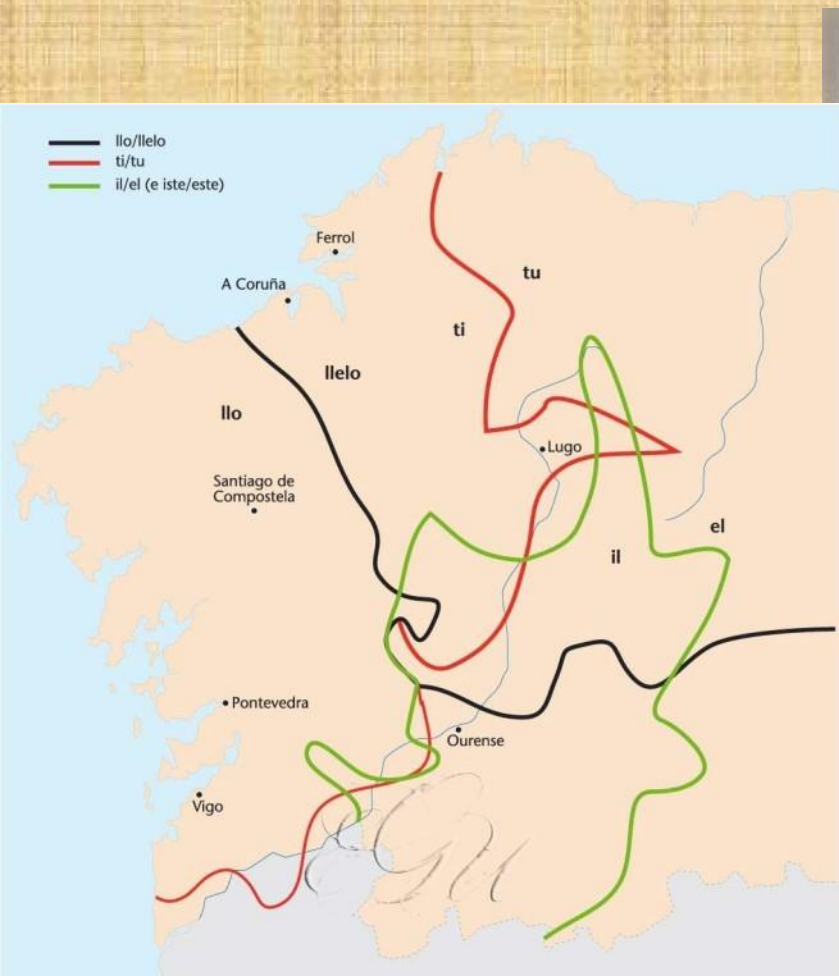 llo/llelo
ti/tu
il/el (e iste/este)
Ferrol
A Coruña
tu
ti
llelo
llo
Lugo
Santiago de
Compostela
el
il
Pontevedra
Ourense
Vigo